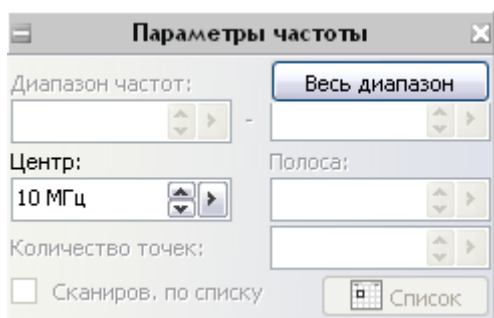 Параметры частоты
Диапазон частот:
Весь диапазон
-
Центр:
Полоса:
10 МГц
Количество точек:
Сканиров. по списку
Список